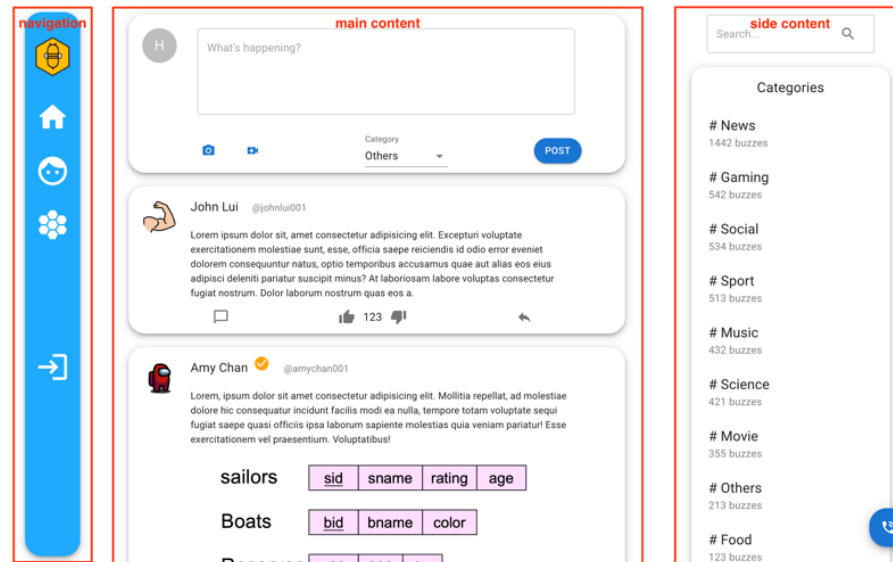 navigation
main content
H
What's happening?
Category
Others
POST
John Lui @johnlui001
Lorem ipsum dolor sit, amet consectetur adipisicing elit. Excepturi voluptate
exercitationem molestiae sunt, esse, officia saepe reiciendis id odio error eveniet
dolorem consequuntur natus, optio temporibus accusamus quae aut alias eos eius
adipisci deleniti pariatur suscipit minus? At laboriosam labore voluptas consectetur
fugiat nostrum. Dolor laborum nostrum quas eos a.
123
Amy Chan @amychan001
Lorem, ipsum dolor sit amet consectetur adipisicing elit. Mollitia repellat, ad molestiae
dolore hic consequatur incidunt facilis modi ea nulla, tempore totam voluptate sequi
fugiat saepe quasi officiis ipsa laborum sapiente molestias quia veniam pariatur! Esse
exercitationem vel praesentium. Voluptatibus!
sailors sid sname rating age
Boats bid bname color
side content
Search...
Categories
# News
1442 buzzes
# Gaming
542 buzzes
# Social
534 buzzes
# Sport
513 buzzes
# Music
432 buzzes
# Science
421 buzzes
# Movie
355 buzzes
# Others
213 buzzes
# Food
123 buzzes